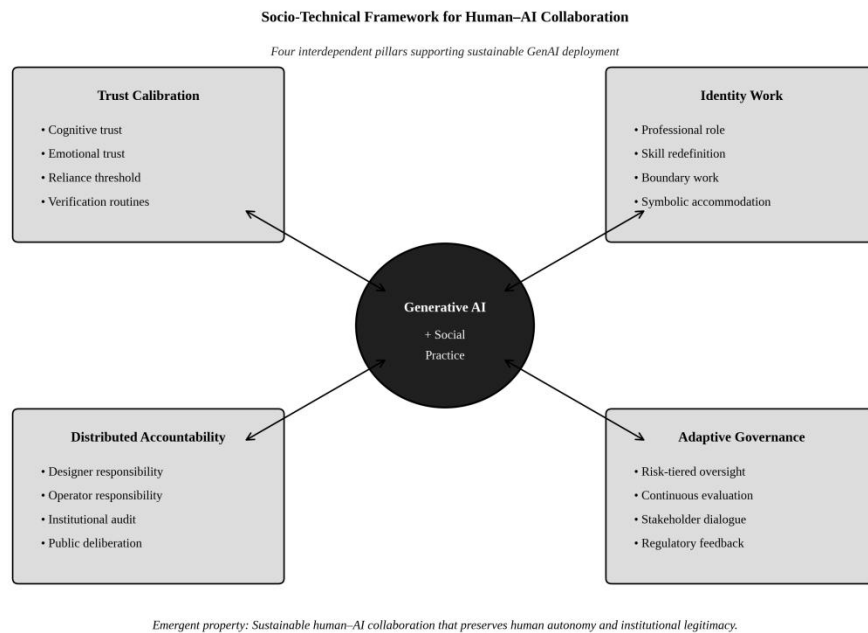 Socio-Technical Framework for Human–AI Collaboration
Four interdependent pillars supporting sustainable GenAI deployment
Trust Calibration
• Cognitive trust
• Emotional trust
• Reliance threshold
• Verification routines
Identity Work
• Professional role
• Skill redefinition
• Boundary work
• Symbolic accommodation
Generative AI
+ Social
Practice
Distributed Accountability
• Designer responsibility
• Operator responsibility
• Institutional audit
• Public deliberation
Adaptive Governance
• Risk-tiered oversight
• Continuous evaluation
• Stakeholder dialogue
• Regulatory feedback
Emergent property: Sustainable human–AI collaboration that preserves human autonomy and institutional legitimacy.